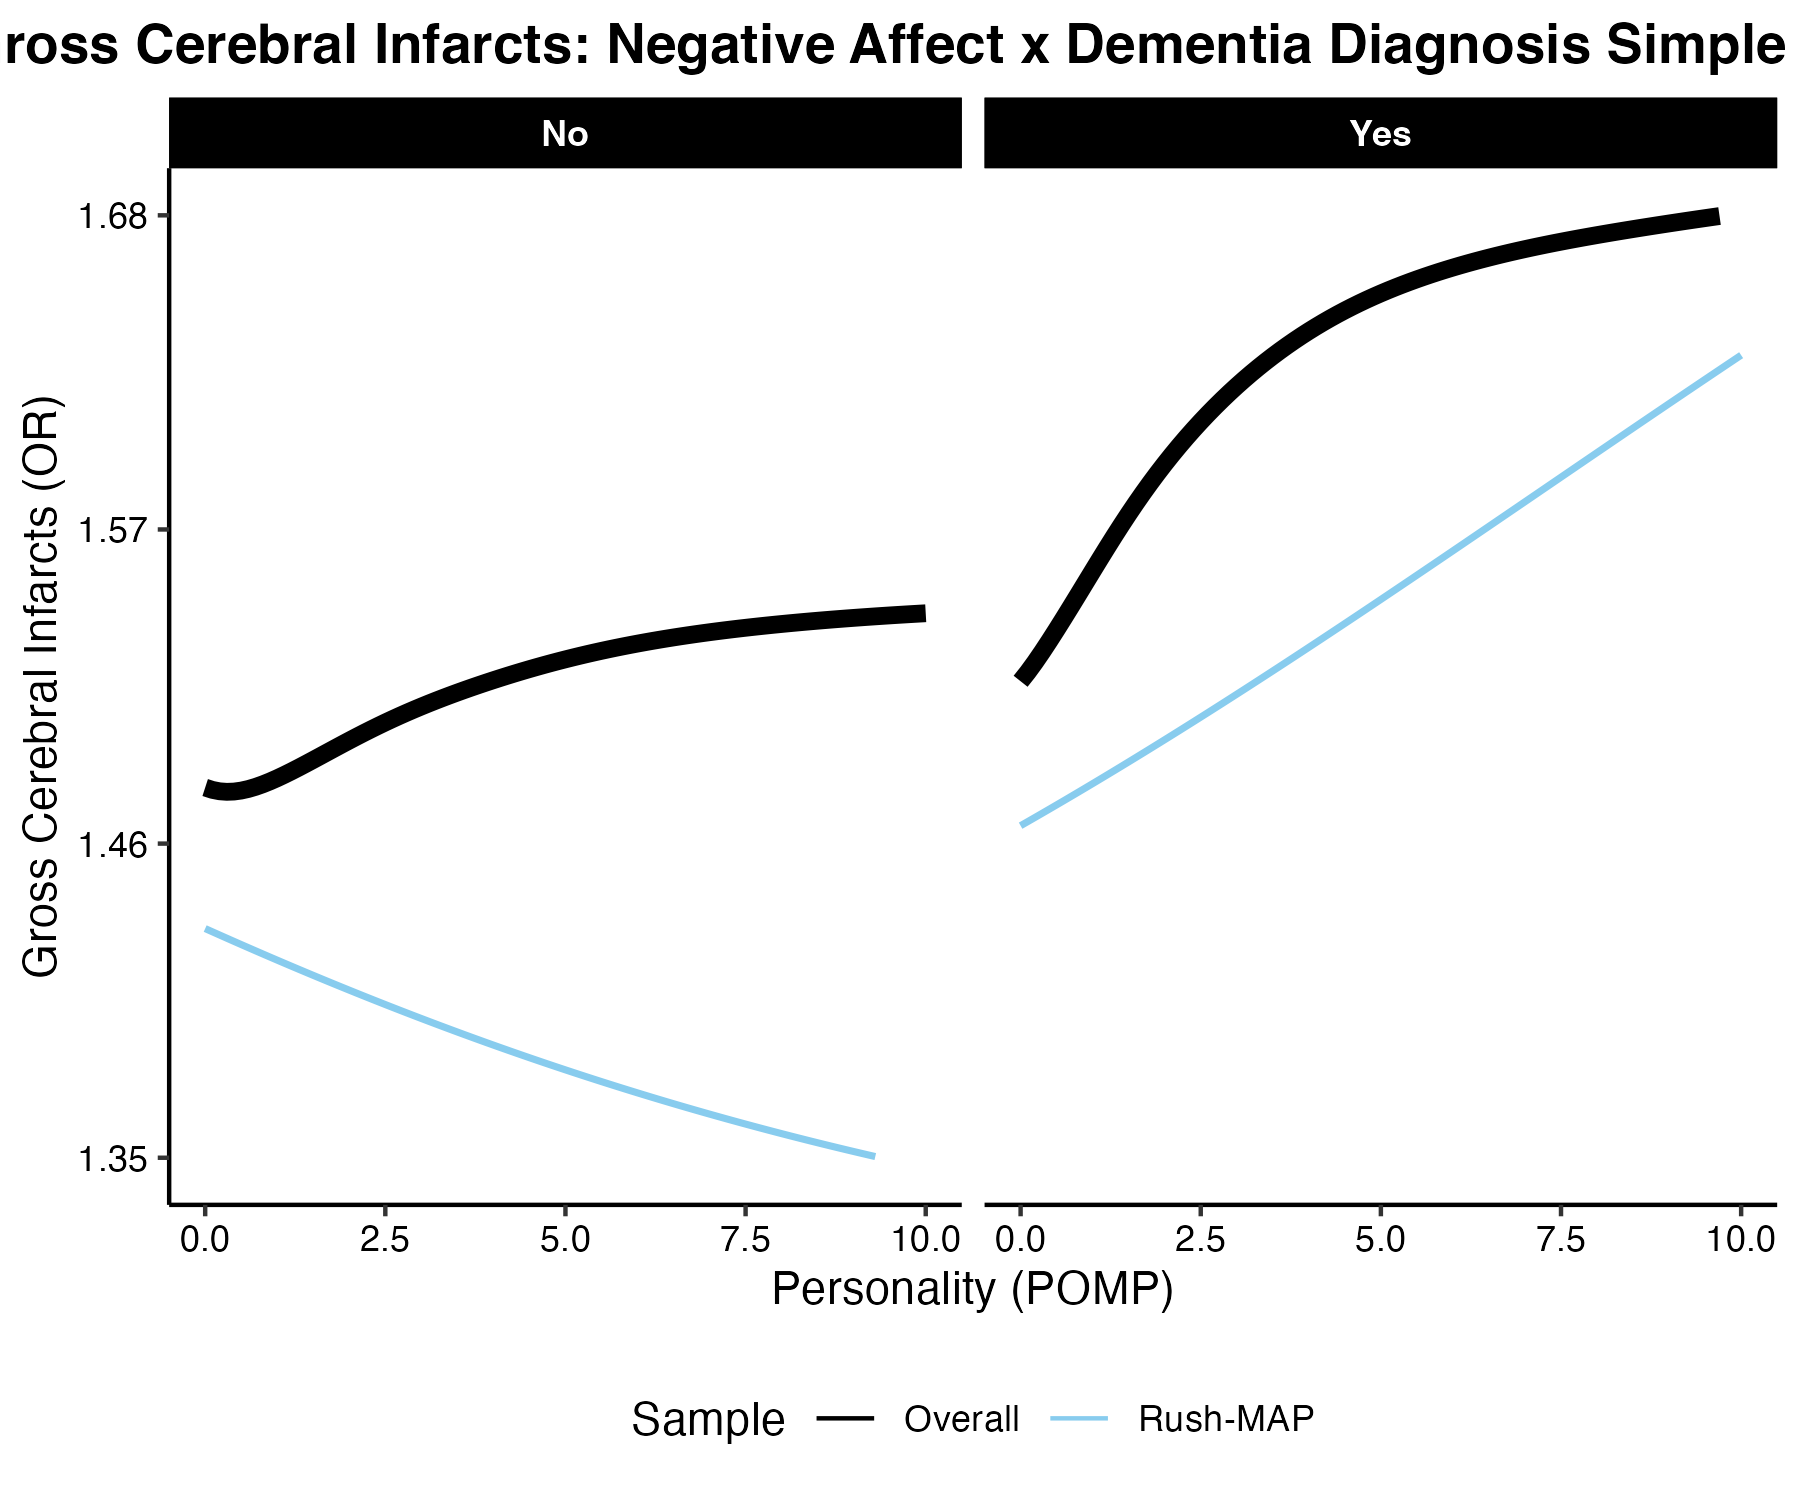 ross Cerebral Infarcts: Negative Affect x Dementia Diagnosis Simple
No Yes
Gross Cerebral Infarcts (OR)
1.68
1.57
1.46
1.35
0.0 2.5 5.0 7.5 10.0 0.0 2.5 5.0 7.5 10.0
Personality (POMP)
Sample Overall Rush-MAP